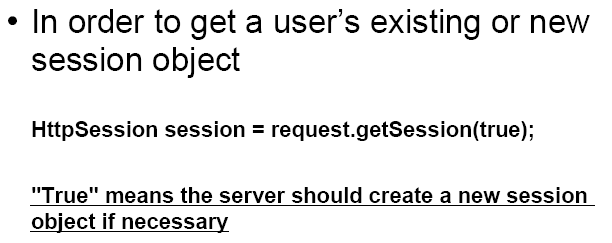 • In order to get a user’s existing or new
session object
HttpSession session = request.getSession(true);
"True" means the server should create a new session
object if necessary